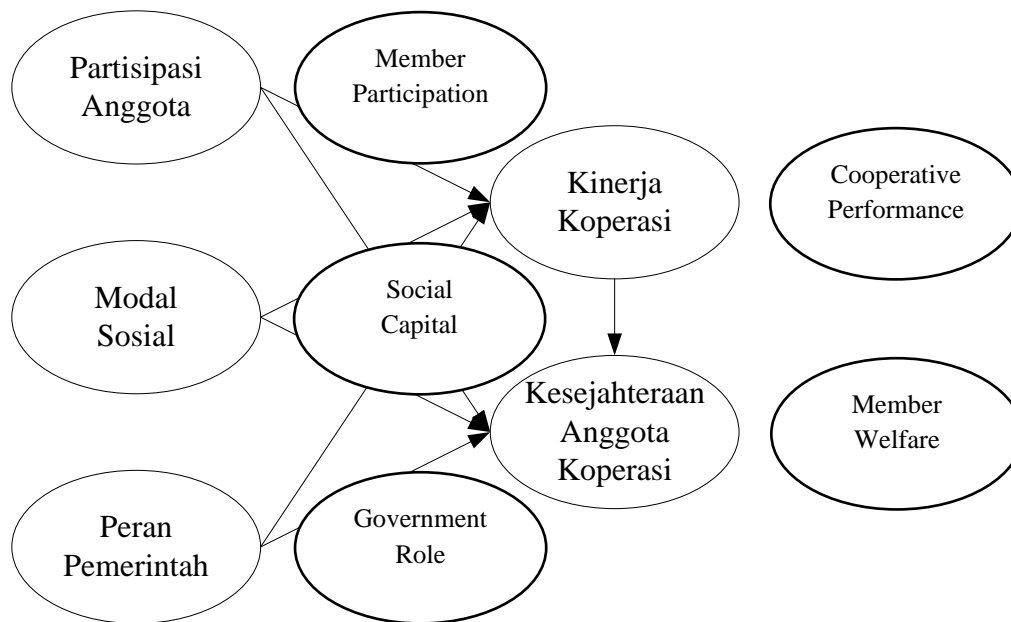 Partisipasi
Anggota
Member
Participation
Kinerja
Koperasi
Cooperative
Performance
Modal
Sosial
Social
Capital
Kesejahteraan
Anggota
Koperasi
Member
Welfare
Peran
Pemerintah
Government
Role